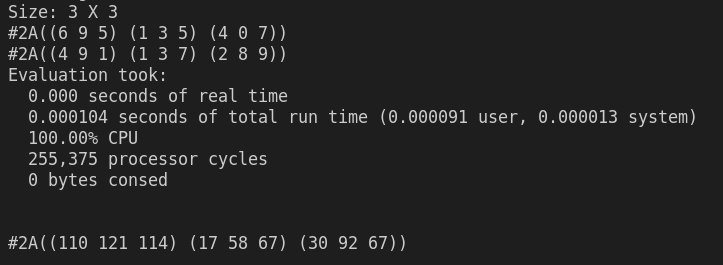 Size: 3 X 3
#2A((6 9 5) (1 3 5) (4 0 7))
#2A((4 9 1) (1 3 7) (2 8 9))
Evaluation took:
  0.000 seconds of real time
  0.000104 seconds of total run time (0.000091 user, 0.000013 system)
  100.00% CPU
  255,375 processor cycles
  0 bytes consed
#2A((110 121 114) (17 58 67) (30 92 67))